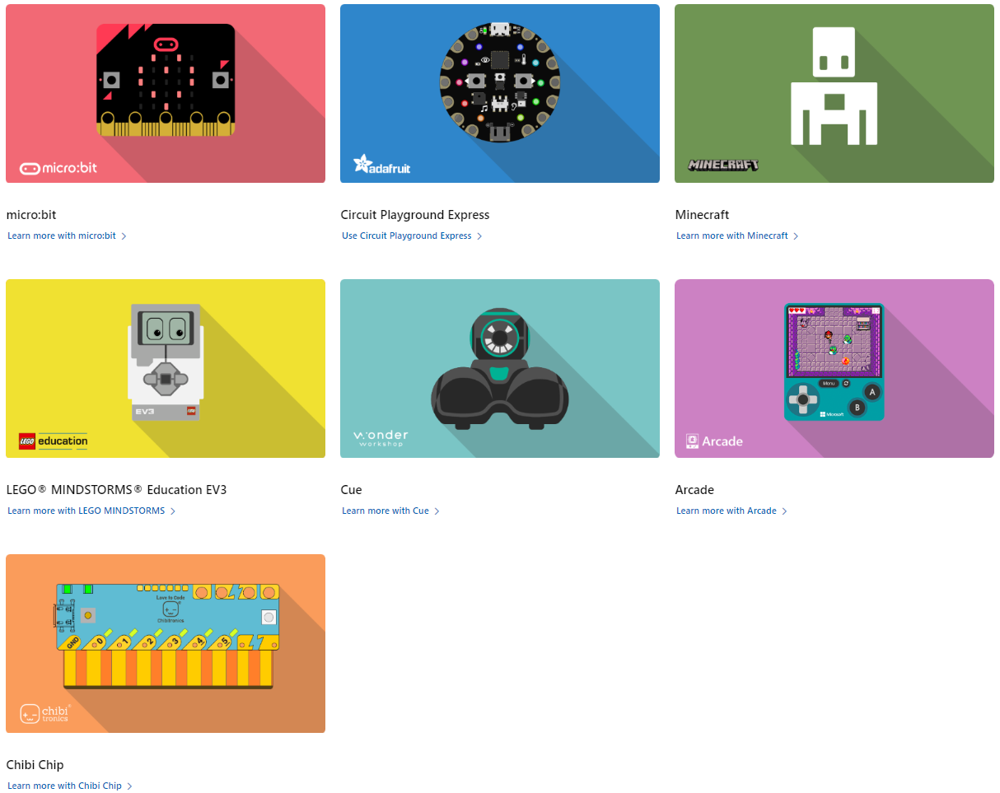 micro:bit
adafruit
MINECRAFT
micro:bit
Circuit Playground Express
Minecraft
Learn more with micro:bit
Use Circuit Playground Express
Learn more with Minecraft
EV3
LEGO
LEGO education
wonder
workshop
Menu
A
B
Microsoft
Arcade
LEGO® MINDSTORMS® Education EV3
Cue
Arcade
Learn more with LEGO MINDSTORMS
Learn more with Cue
Learn more with Arcade
Love to Code
Chibitronics
GND 0 1 2 3 4 5
chibi®
tronics
Chibi Chip
Learn more with Chibi Chip